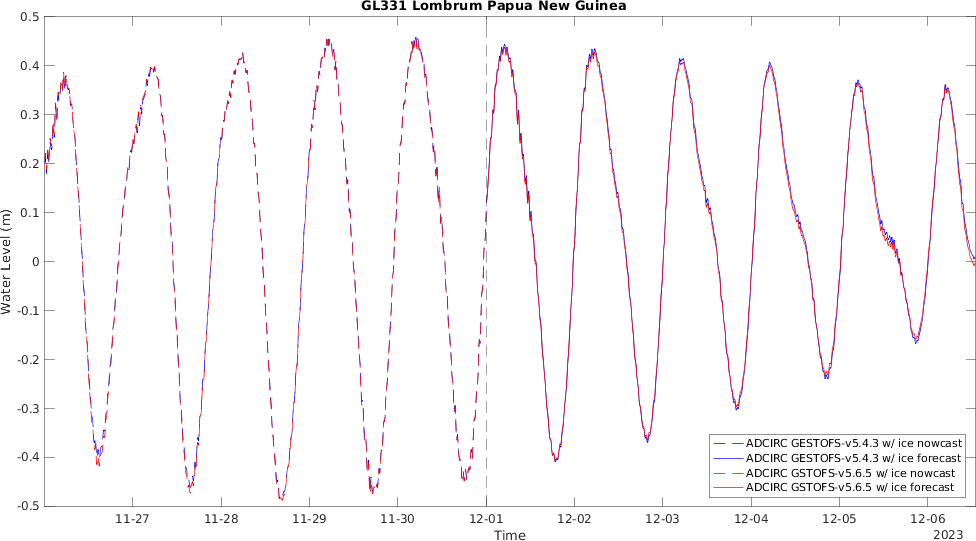 GL331 Lombrum Papua New Guinea
0.5
0.4
0.3
0.2
0.1
0
-0.1
-0.2
-0.3
-0.4
-0.5
Water Level (m)
ADCIRC GESTOFS-v5.4.3 w/ ice nowcast
ADCIRC GESTOFS-v5.4.3 w/ ice forecast
ADCIRC GSTOFS-v5.6.5 w/ ice nowcast
ADCIRC GSTOFS-v5.6.5 w/ ice forecast
11-27 11-28 11-29 11-30 12-01 12-02 12-03 12-04 12-05 12-06
Time
2023